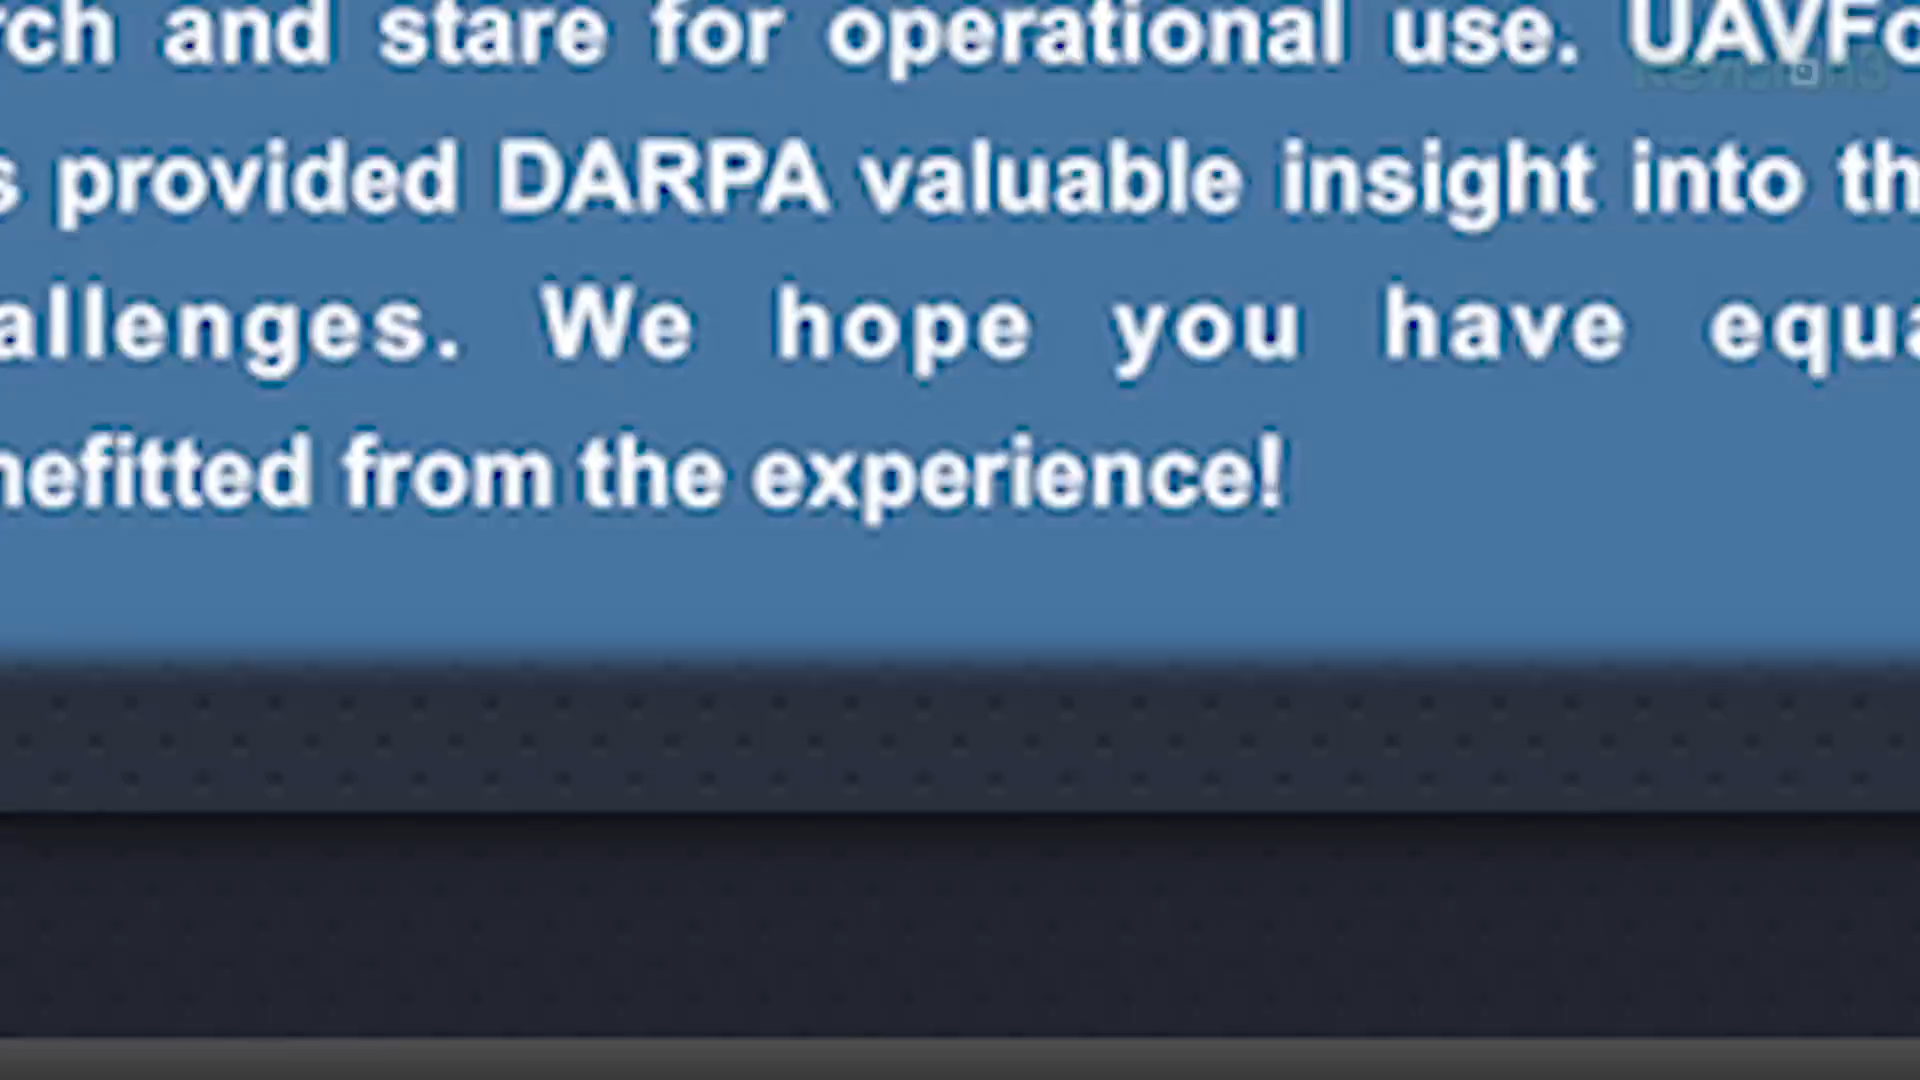 rch and stare for operational use. UAVFo
s provided DARPA valuable insight into th
allenges. We hope you have equa
nefitted from the experience!